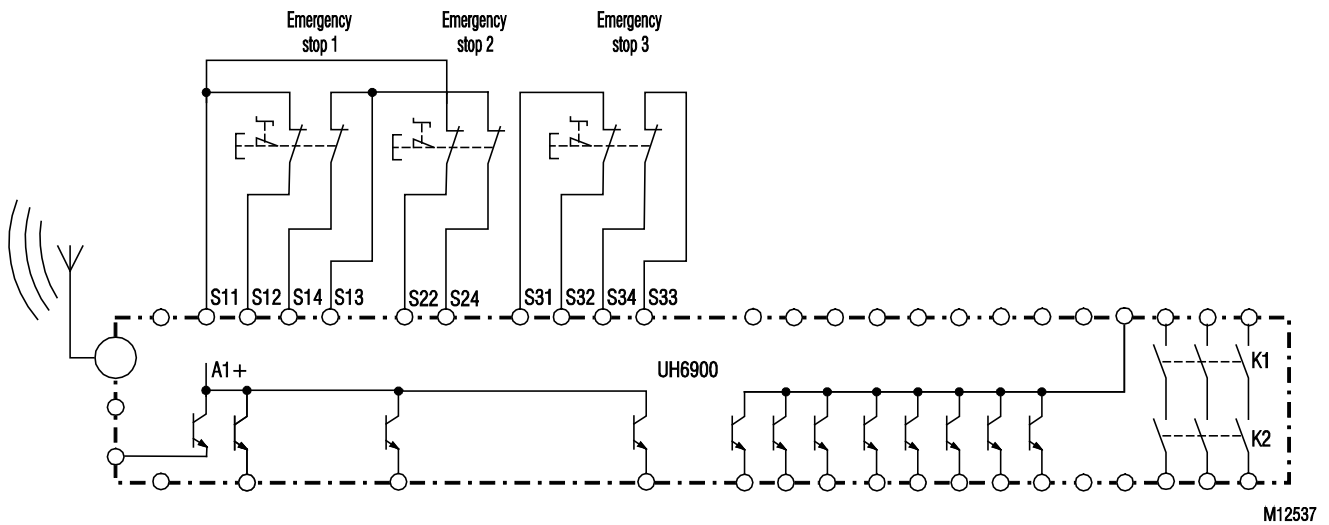 Emergency
stop 1
Emergency
stop 2
Emergency
stop 3
S11
S12
S14
S13
S22
S24
S31
S32
S34
S33
A1+
UH6900
K1
K2
M12537